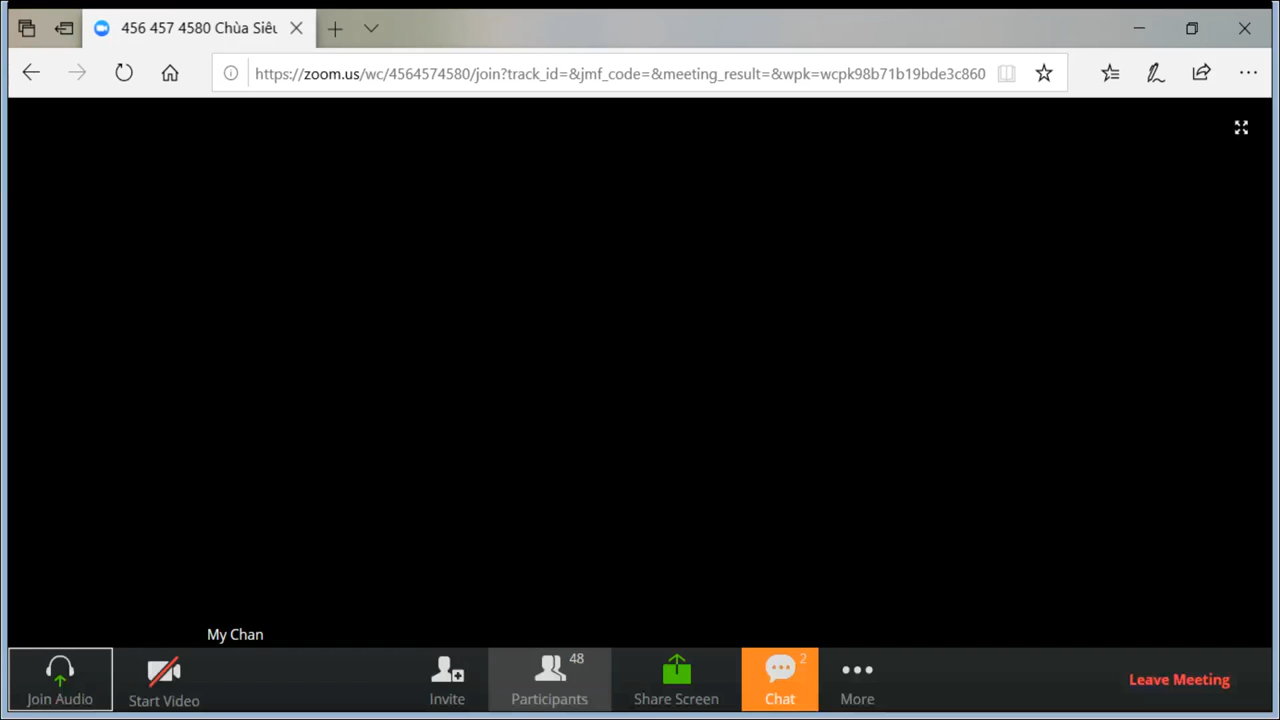 456 457 4580 Chùa Siêu
https://zoom.us/wc/4564574580/join?track_id=&jmf_code=&meeting_result=&wpk=wcpk98b71b19bde3c860
My Chan
Join Audio
Start Video
Invite
48
Participants
Share Screen
2
Chat
More
Leave Meeting